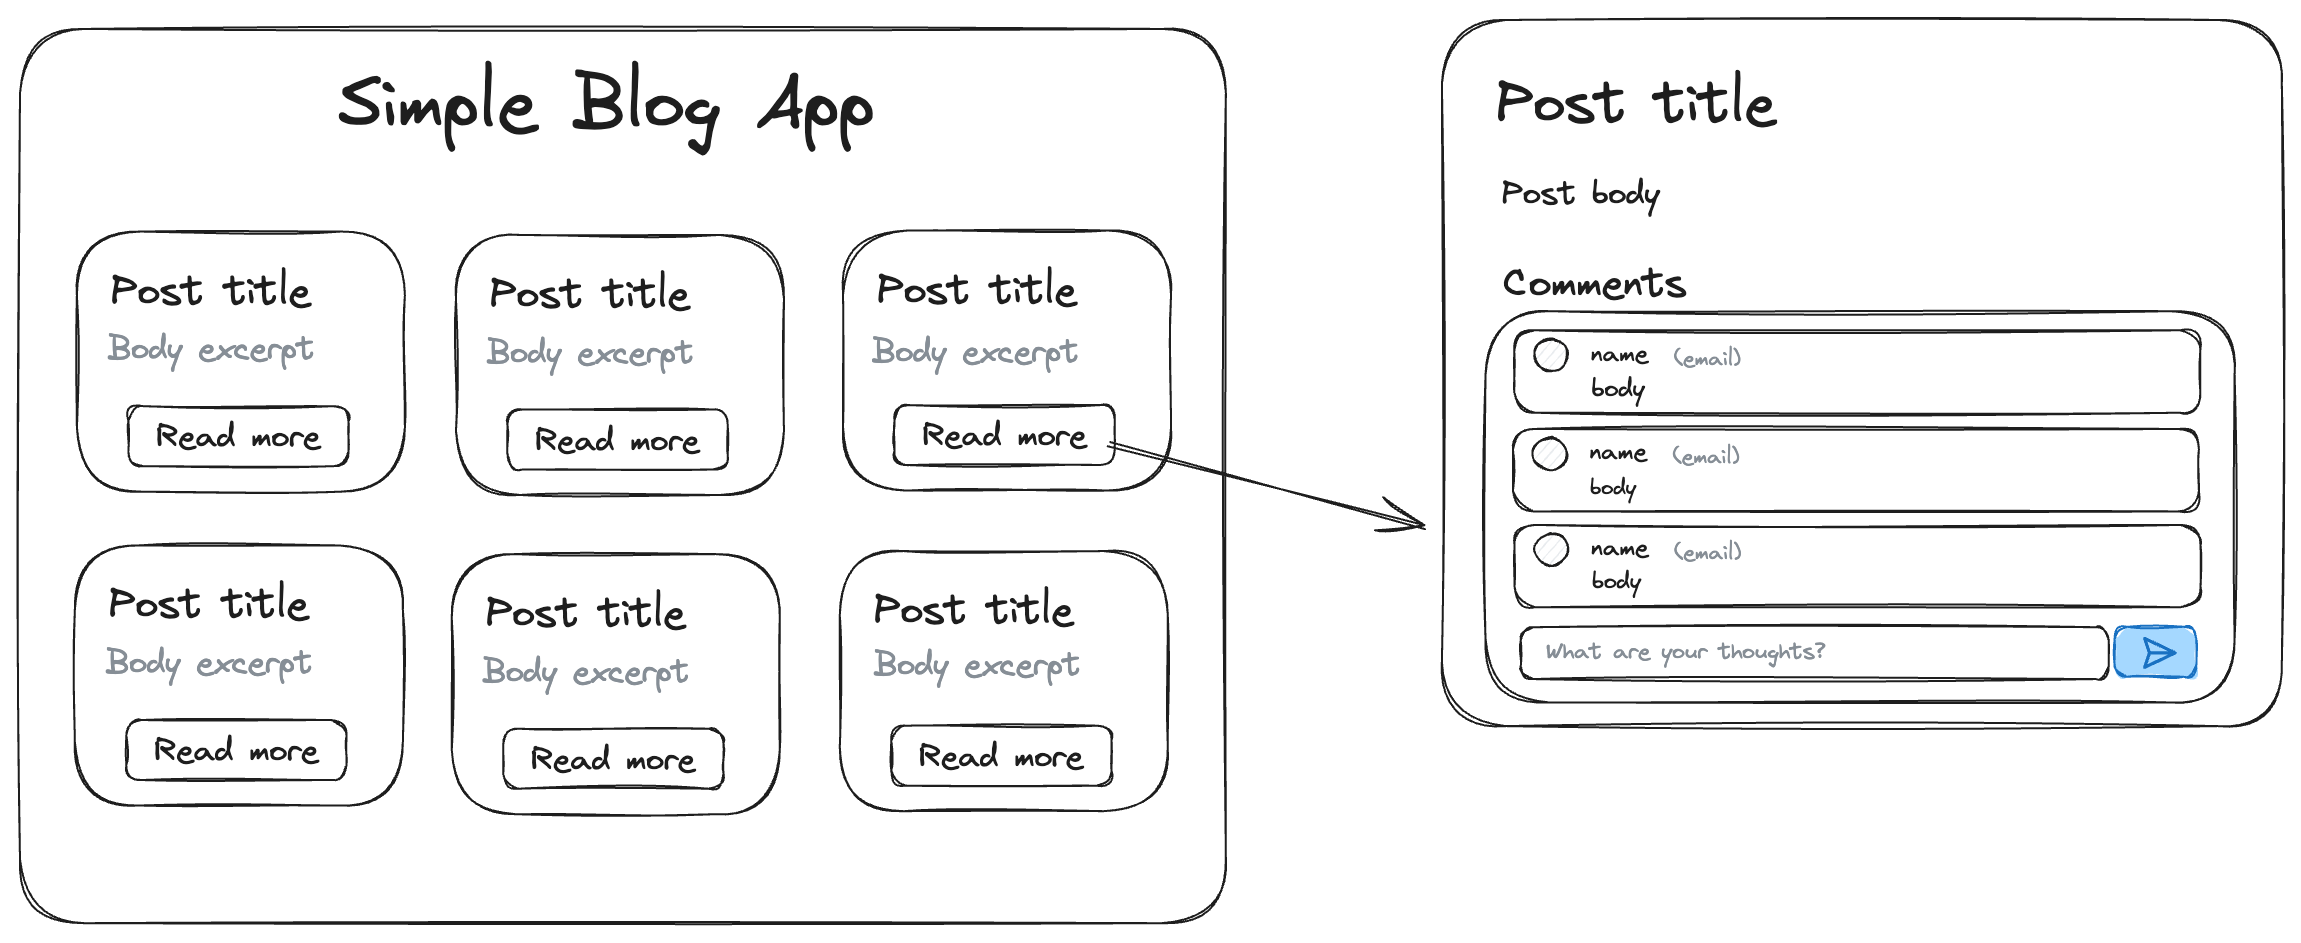 Simple Blog App
Post title
Body excerpt
Read more
Post title
Body excerpt
Read more
Post title
Body excerpt
Read more
Post title
Body excerpt
Read more
Post title
Body excerpt
Read more
Post title
Body excerpt
Read more
Post title
Post body
Comments
name (email)
body
name (email)
body
name (email)
body
What are your thoughts?